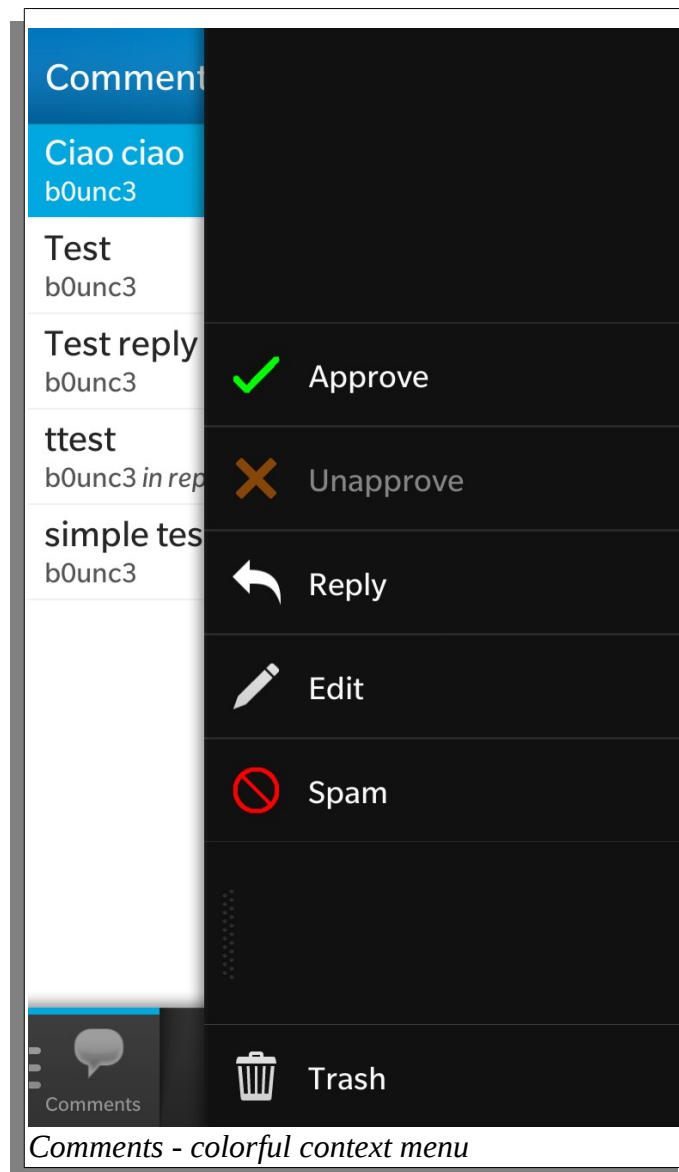 Comment
Ciao ciao
b0unc3
Test
b0unc3
Test reply
b0unc3
ttest
b0unc3 in rep
simple tes
b0unc3
Approve
Unapprove
Reply
Edit
Spam
Trash
Comments
Comments - colorful context menu